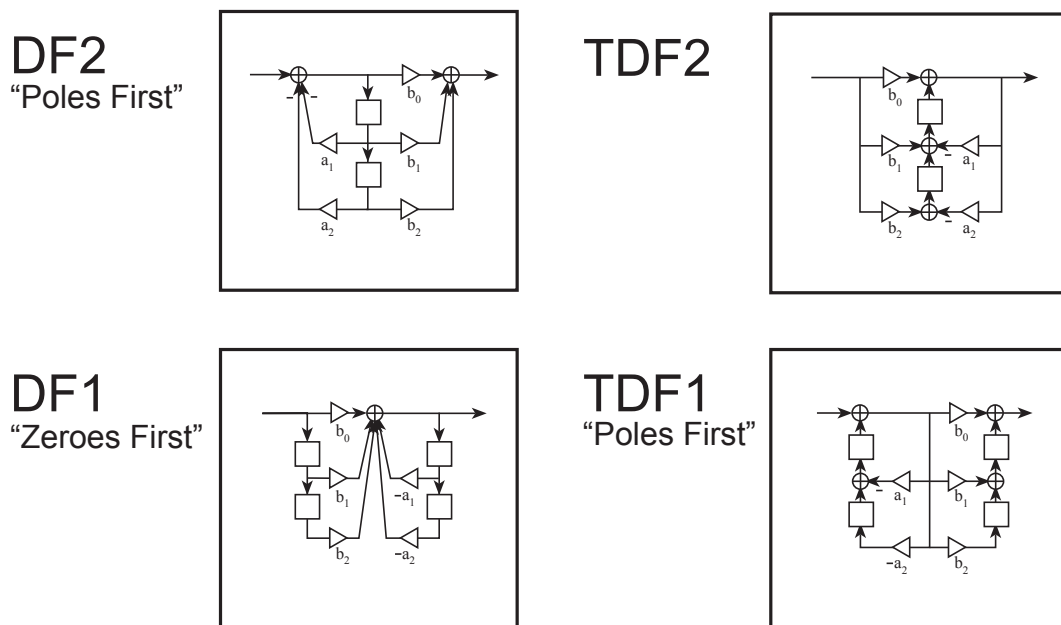 DF2
“Poles First”
- -
b0
a1
b1
a2
b2
TDF2
b0
b1
-
a1
b2
-
a2
DF1
“Zeroes First”
b0
b1
-a1
b2
-a2
TDF1
“Poles First”
b0
-
a1
b1
-a2
b2